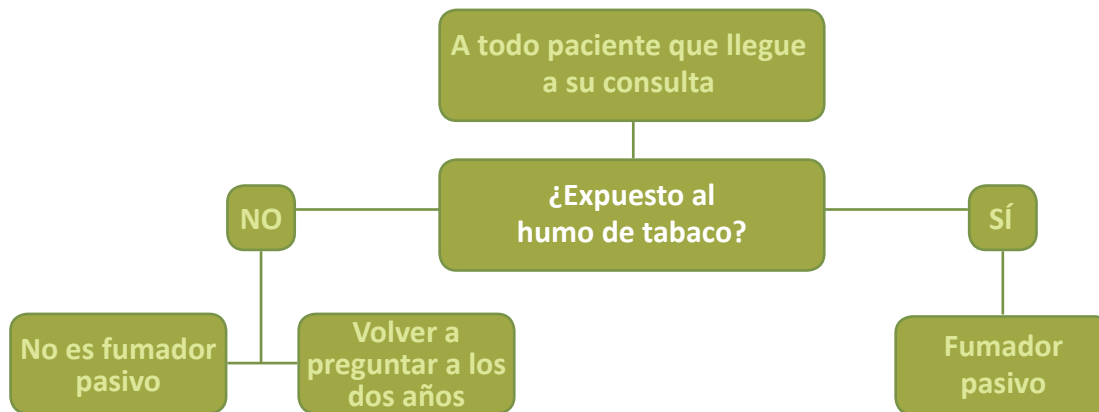 A todo paciente que llegue
a su consulta
¿Expuesto al
humo de tabaco?
NO
SÍ
No es fumador
pasivo
Volver a
preguntar a los
dos años
Fumador
pasivo